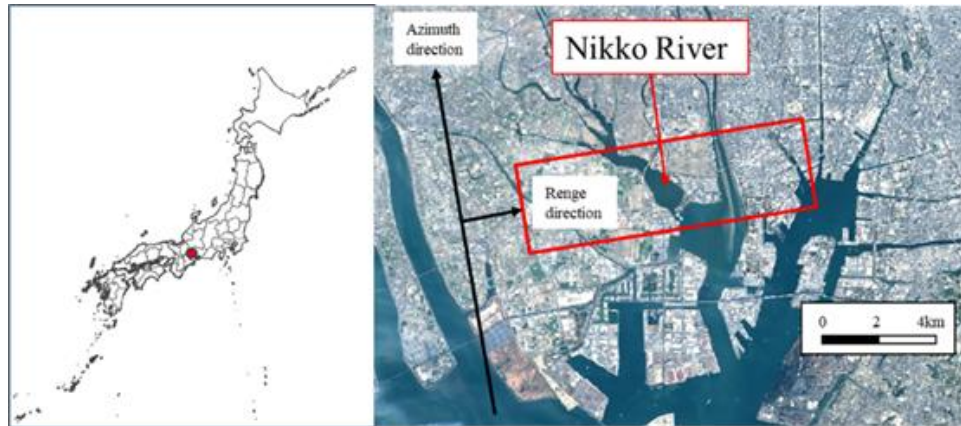 Azimuth
direction
Nikko River
Renge
direction
0 2 4km